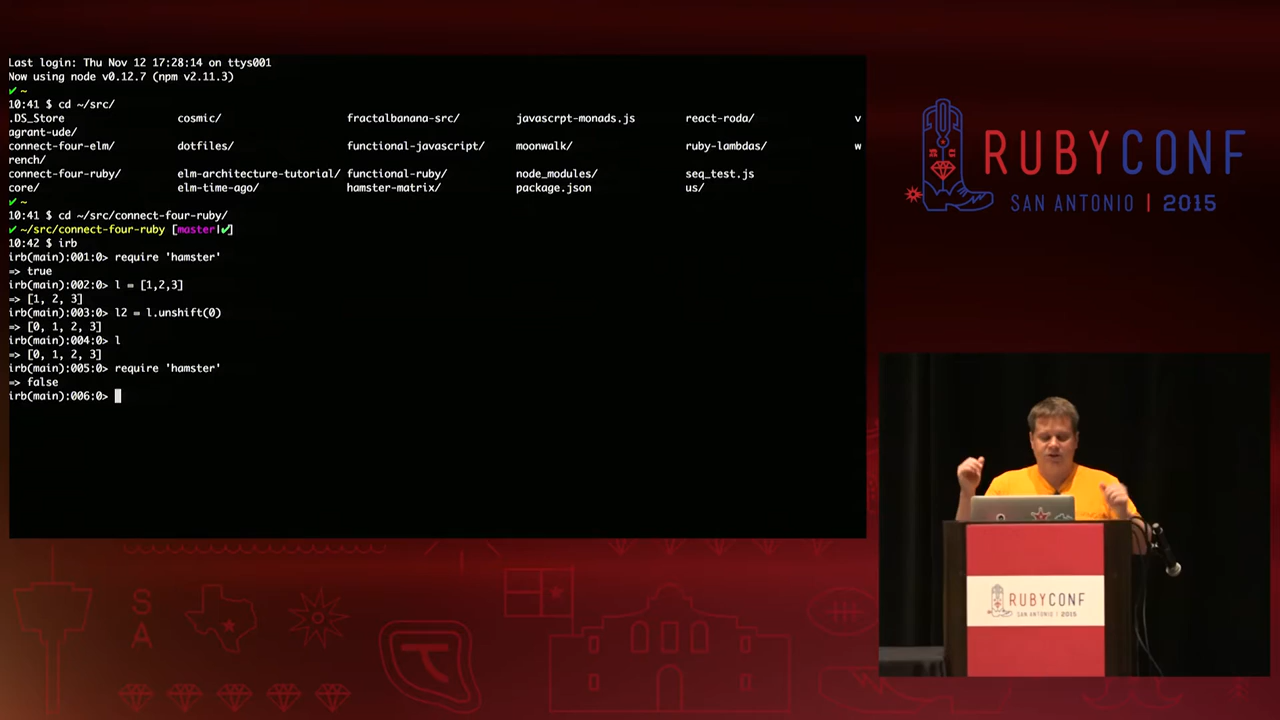 Last login: Thu Nov 12 17:28:14 on ttys001
Now using node v0.12.7 (npm v2.11.3)
✔ ~
10:41 $ cd ~/src/
.DS_Store cosmic/ fractalbanana-src/ javascrpt-monads.js react-roda/ v
agrant-ude/
connect-four-elm/ dotfiles/ functional-javascript/ moonwalk/ ruby-lambdas/ w
rench/
connect-four-ruby/ elm-architecture-tutorial/ functional-ruby/ node_modules/ seq_test.js
core/ elm-time-ago/ hamster-matrix/ package.json us/
✔ ~
10:41 $ cd ~/src/connect-four-ruby/
✔ ~/src/connect-four-ruby [master|✔]
10:42 $ irb
irb(main):001:0> require 'hamster'
=> true
irb(main):002:0> l = [1,2,3]
=> [1, 2, 3]
irb(main):003:0> l2 = l.unshift(0)
=> [0, 1, 2, 3]
irb(main):004:0> l
=> [0, 1, 2, 3]
irb(main):005:0> require 'hamster'
=> false
irb(main):006:0>
RUBYCONF
SAN ANTONIO | 2015
RUBYCONF
SAN ANTONIO | 2015
S
A